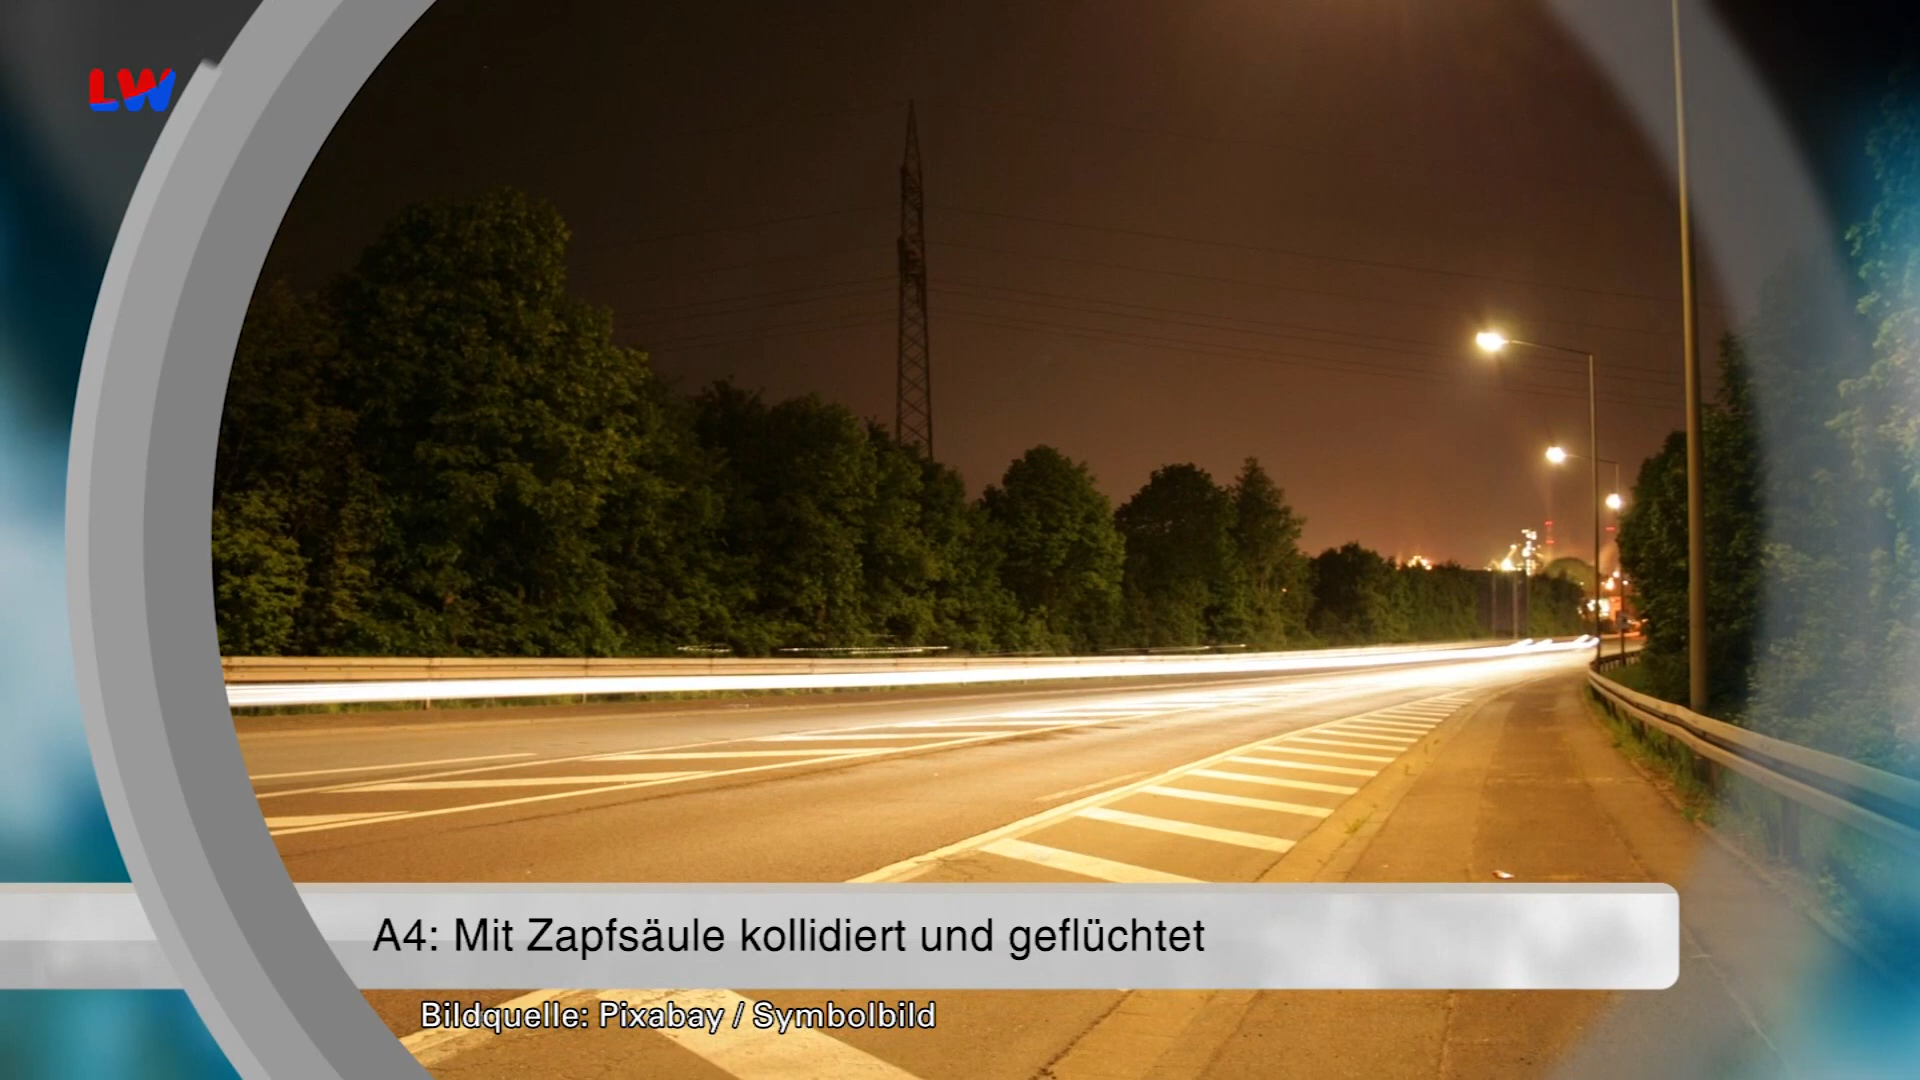 LW
A4: Mit Zapfsäule kollidiert und geflüchtet
Bildquelle: Pixabay / Symbolbild